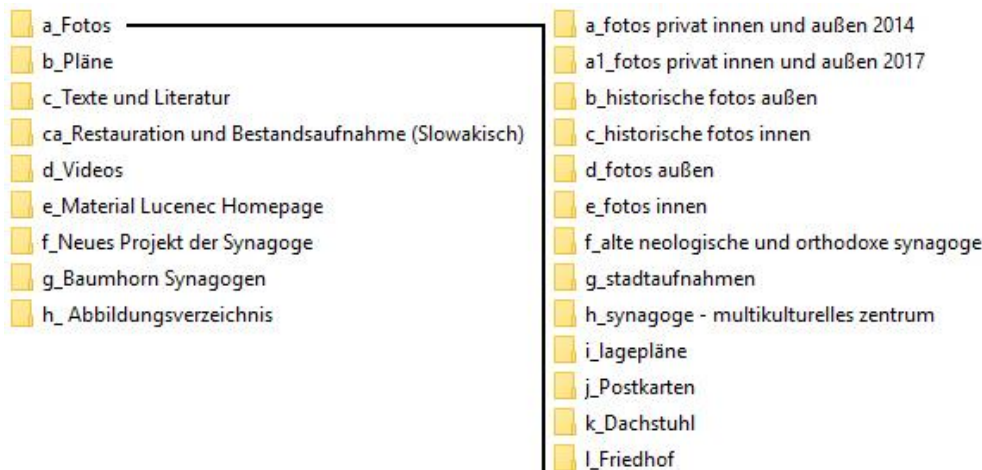 a_Fotos
b_Pläne
c_Texte und Literatur
ca_Restauration und Bestandsaufnahme (Slowakisch)
d_Videos
e_Material Lucenec Homepage
f_Neues Projekt der Synagoge
g_Baumhorn Synagogen
h_ Abbildungsverzeichnis
a_fotos privat innen und außen 2014
a1_fotos privat innen und außen 2017
b_historische fotos außen
c_historische fotos innen
d_fotos außen
e_fotos innen
f_alte neologische und orthodoxe synagoge
g_stadtaufnahmen
h_synagoge - multikulturelles zentrum
i_lagepläne
j_Postkarten
k_Dachstuhl
l_Friedhof